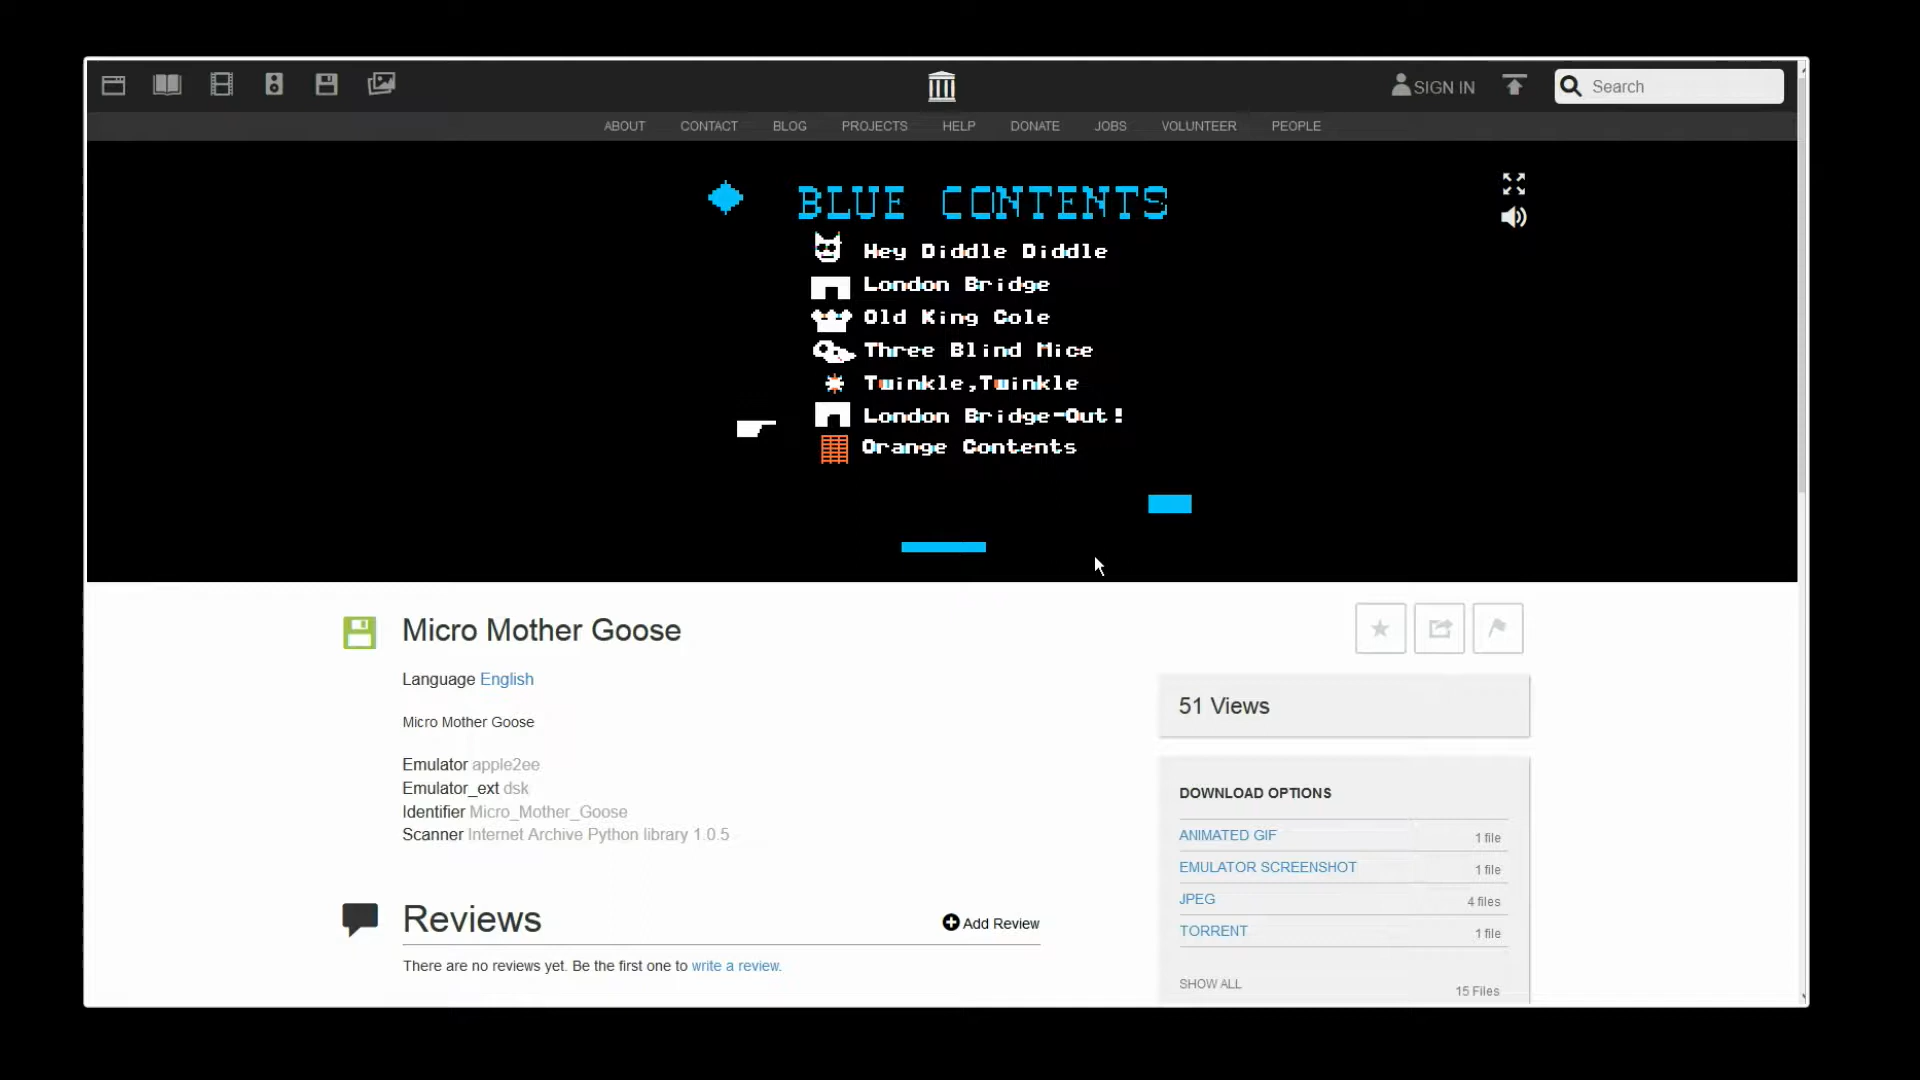 SIGN IN
Search
ABOUT CONTACT BLOG PROJECTS HELP DONATE JOBS VOLUNTEER PEOPLE
BLUE CONTENTS
Hey Diddle Diddle
London Bridge
Old King Cole
Three Blind Mice
Twinkle,Twinkle
London Bridge-Out!
Orange Contents
Micro Mother Goose
Language English
Micro Mother Goose
Emulator apple2ee
Emulator_ext dsk
Identifier Micro_Mother_Goose
Scanner Internet Archive Python library 1.0.5
Reviews
Add Review
There are no reviews yet. Be the first one to write a review.
51 Views
DOWNLOAD OPTIONS
ANIMATED GIF 1 file
EMULATOR SCREENSHOT 1 file
JPEG 4 files
TORRENT 1 file
SHOW ALL 15 Files